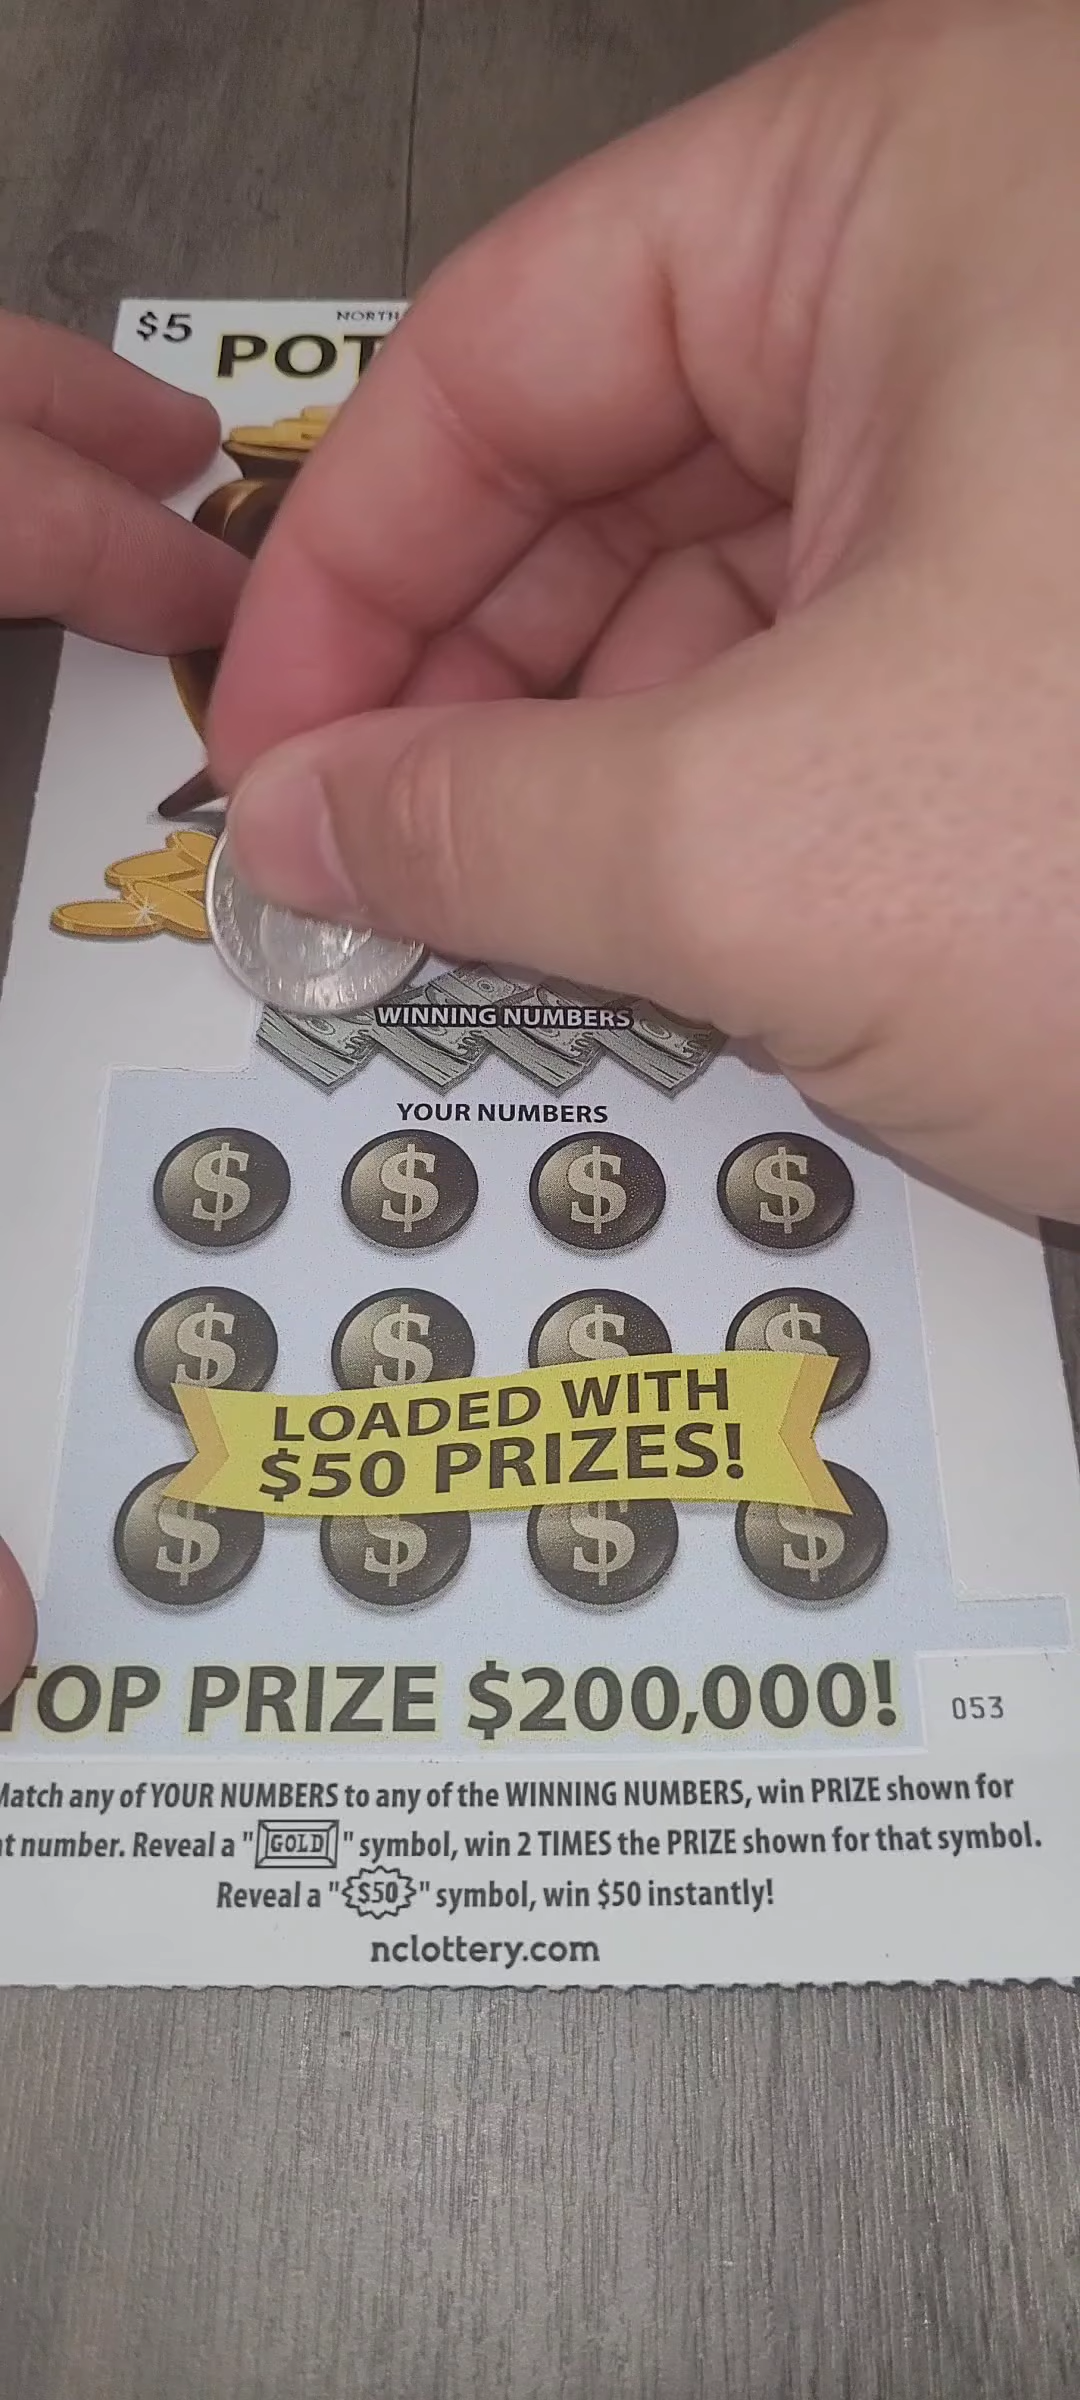 $5
NORTH
POT
WINNING NUMBERS
YOUR NUMBERS
$ $ $ $
$ $ $ $
LOADED WITH
$50 PRIZES!
$ $ $ $
TOP PRIZE $200,000!
053
Match any of YOUR NUMBERS to any of the WINNING NUMBERS, win PRIZE shown for
t number. Reveal a "GOLD" symbol, win 2 TIMES the PRIZE shown for that symbol.
Reveal a "$50" symbol, win $50 instantly!
nclottery.com